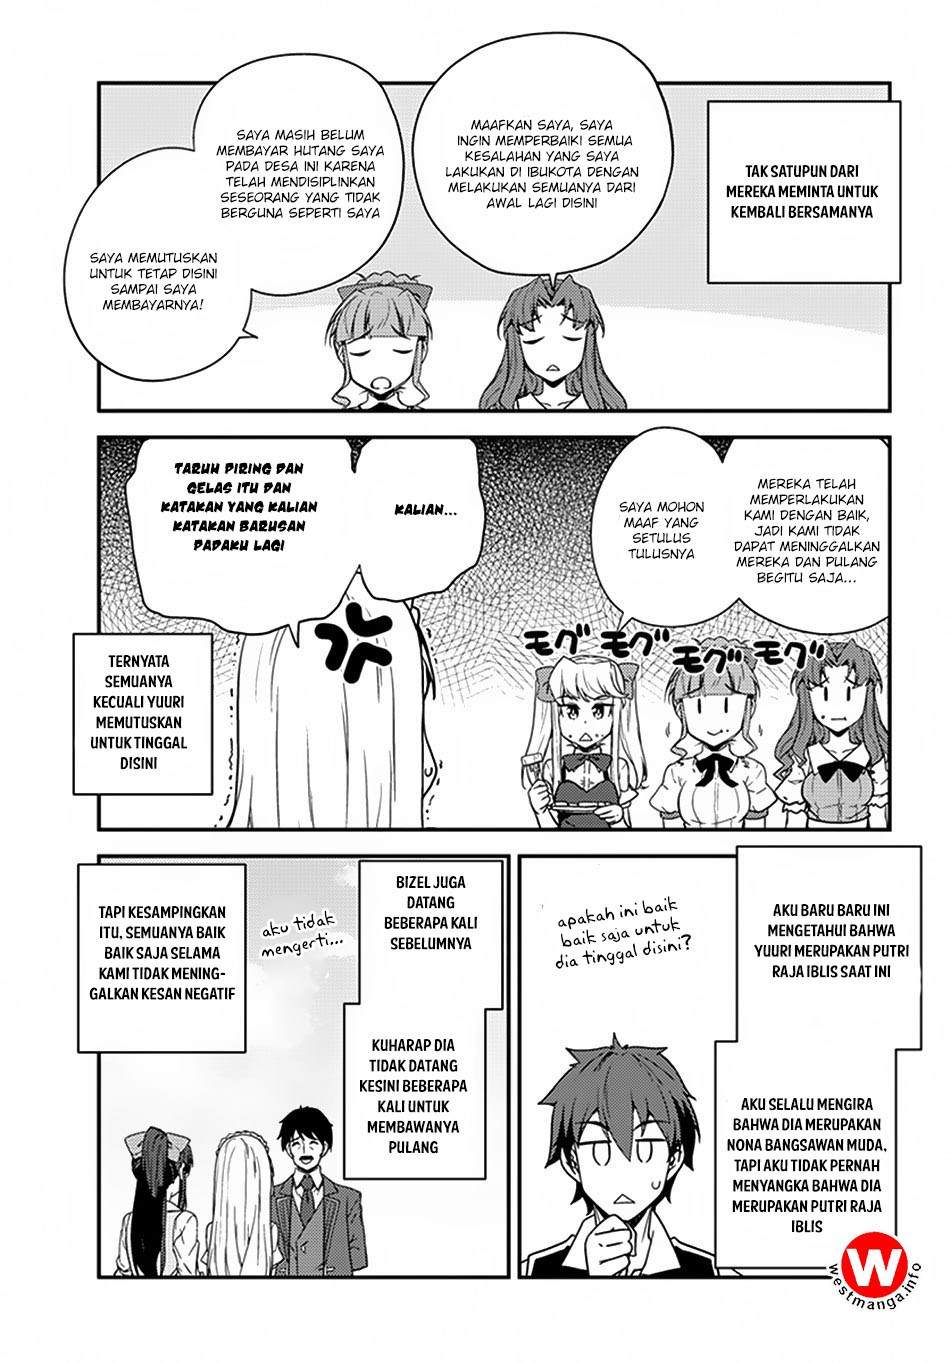 TAK SATUPUN DARI
MEREKA MEMINTA UNTUK
KEMBALI BERSAMANYA
MAAFKAN SAYA, SAYA
INGIN MEMPERBAIKI SEMUA
KESALAHAN YANG SAYA
LAKUKAN DI IBUKOTA DENGAN
MELAKUKAN SEMUANYA DARI
AWAL LAGI DISINI
SAYA MASIH BELUM
MEMBAYAR HUTANG SAYA
PADA DESA INI KARENA
TELAH MENDISIPLINKAN
SESEORANG YANG TIDAK
BERGUNA SEPERTI SAYA
SAYA MEMUTUSKAN
UNTUK TETAP DISINI
SAMPAI SAYA
MEMBAYARNYA!
MEREKA TELAH
MEMPERLAKUKAN
KAMI DENGAN BAIK,
JADI KAMI TIDAK
DAPAT MENINGGALKAN
MEREKA DAN PULANG
BEGITU SAJA...
SAYA MOHON
MAAF YANG
SETULUS
TULUSNYA
モグモグモグモグ
KALIAN...
TARUH PIRING DAN
GELAS ITU DAN
KATAKAN YANG KALIAN
KATAKAN BARUSAN
PADAKU LAGI
TERNYATA
SEMUANYA
KECUALI YUURI
MEMUTUSKAN
UNTUK TINGGAL
DISINI
AKU BARU BARU INI
MENGETAHUI BAHWA
YUURI MERUPAKAN PUTRI
RAJA IBLIS SAAT INI
apakah ini baik
baik saja untuk
dia tinggal disini?
AKU SELALU MENGIRA
BAHWA DIA MERUPAKAN
NONA BANGSAWAN MUDA,
TAPI AKU TIDAK PERNAH
MENYANGKA BAHWA DIA
MERUPAKAN PUTRI RAJA
IBLIS
BIZEL JUGA
DATANG
BEBERAPA KALI
SEBELUMNYA
KUHARAP DIA
TIDAK DATANG
KESINI BEBERAPA
KALI UNTUK
MEMBAWANYA
PULANG
aku tidak
mengerti...
TAPI KESAMPINGKAN
ITU, SEMUANYA BAIK
BAIK SAJA SELAMA
KAMI TIDAK MENING-
GALKAN KESAN NEGATIF
W
westmanga.info